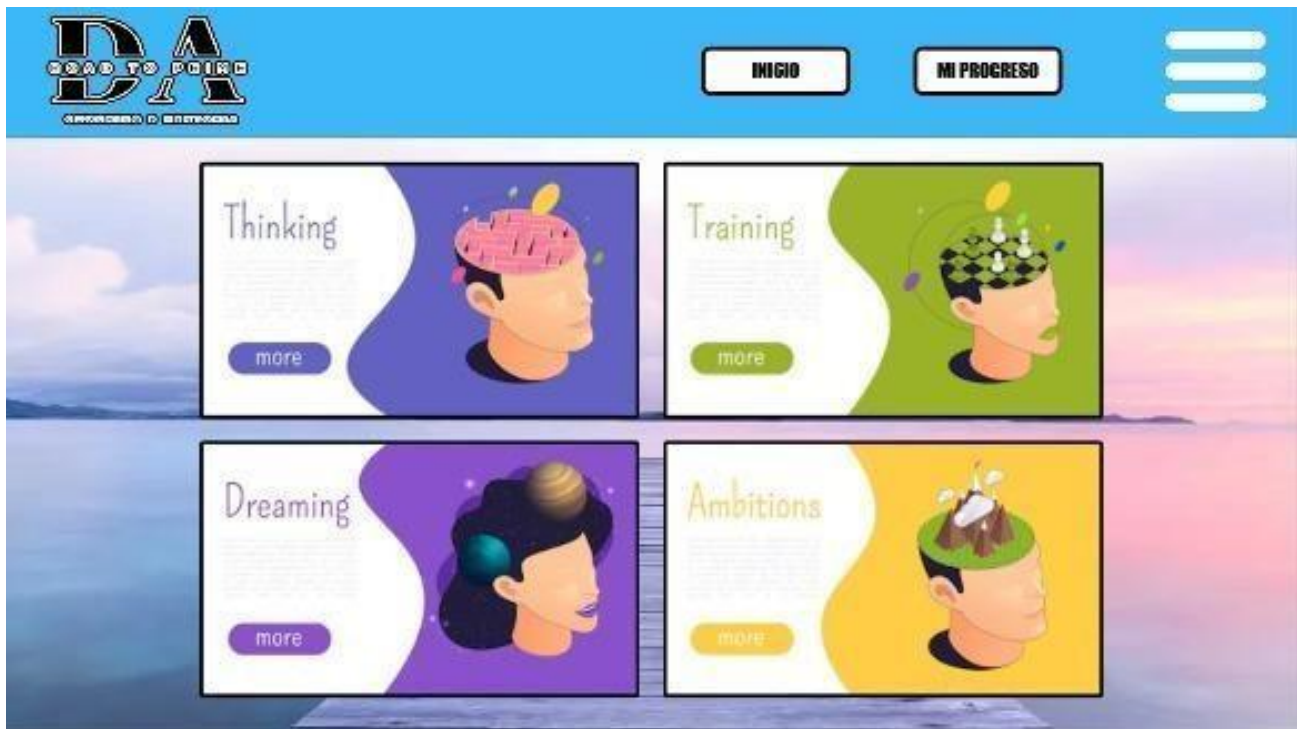 DA
ROAD TO PRIME
INICIO
MI PROGRESO
Thinking
more
Training
more
Dreaming
more
Ambitions
more